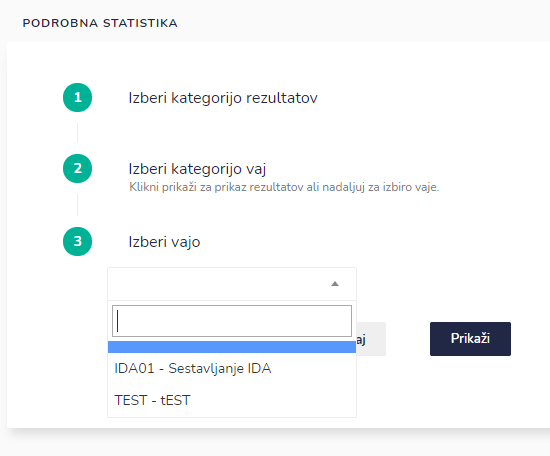 PODROBNA STATISTIKA
1 Izberi kategorijo rezultatov
2 Izberi kategorijo vaj
Klikni prikaži za prikaz rezultatov ali nadaljuj za izbiro vaje.
3 Izberi vajo
Prikaži
IDA01 - Sestavljanje IDA
TEST - tEST